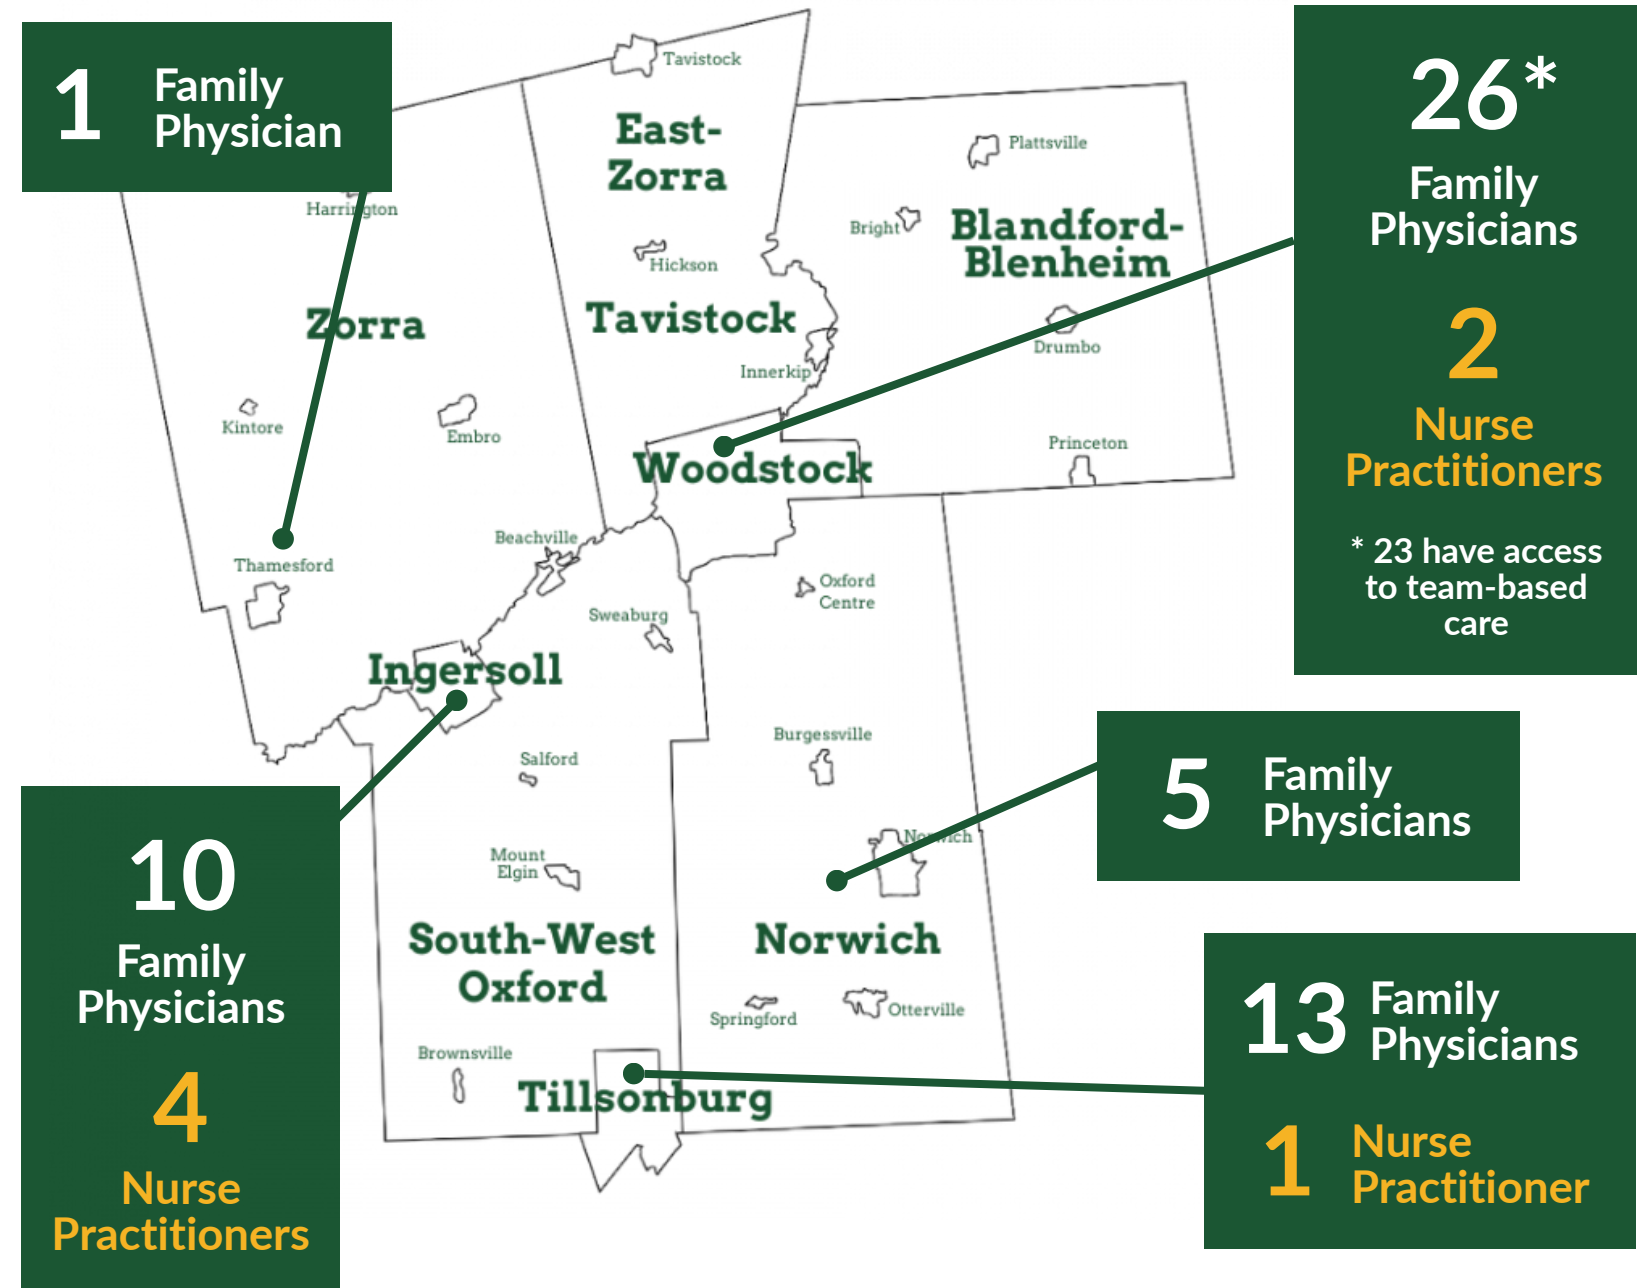 1
Family
Physician
Tavistock
East-
Zorra
Plattsville
Bright
Blandford-
Blenheim
Harrington
Hickson
Zorra
Tavistock
Innerkip
Drumbo
Kintore
Embro
Woodstock
Princeton
26*
Family
Physicians
2
Nurse
Practitioners
* 23 have access
to team-based
care
Beachville
Thamesford
Oxford
Centre
Sweaburg
Ingersoll
Burgessville
Salford
5
Family
Physicians
Norwich
Mount
Elgin
10
Family
Physicians
4
Nurse
Practitioners
South-West
Oxford
Norwich
Springford
Otterville
Brownsville
Tillsonburg
13
Family
Physicians
1
Nurse
Practitioner